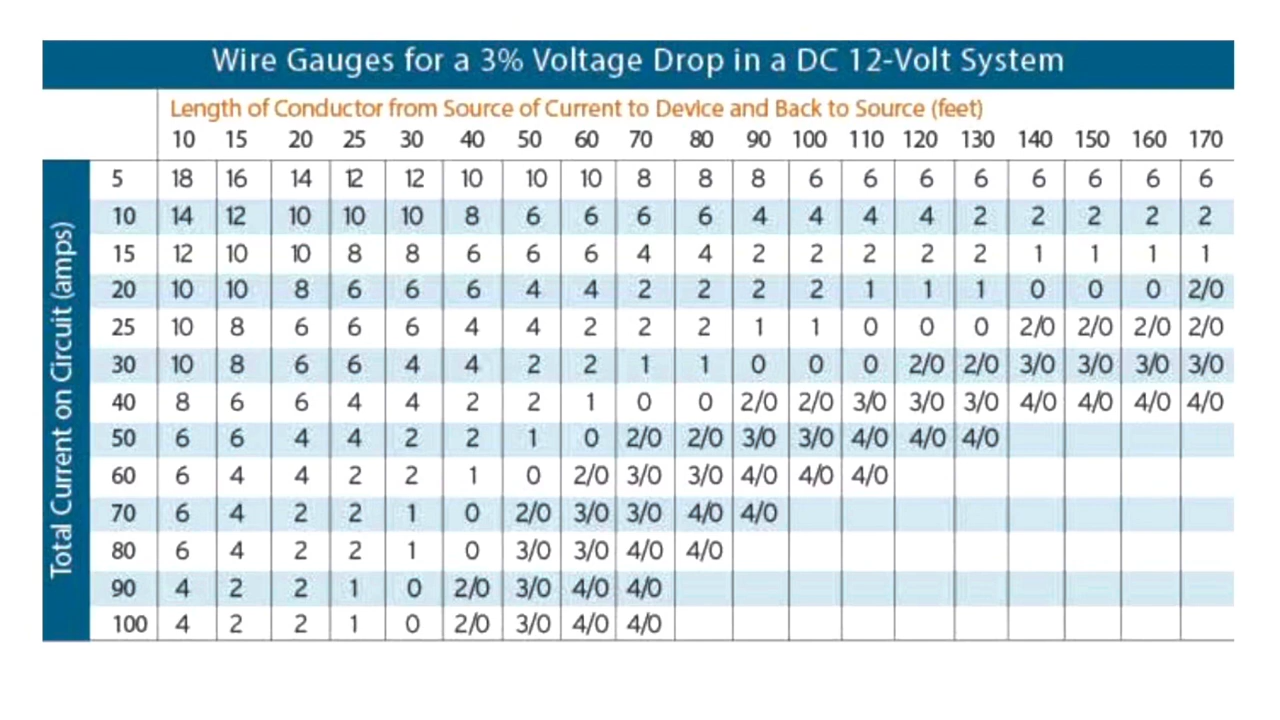 Wire Gauges for a 3% Voltage Drop in a DC 12-Volt System
Length of Conductor from Source of Current to Device and Back to Source (feet)
10 15 20 25 30 40 50 60 70 80 90 100 110 120 130 140 150 160 170
Total Current on Circuit (amps)
5 18 16 14 12 12 10 10 10 8 8 8 6 6 6 6 6 6 6 6
10 14 12 10 10 10 8 6 6 6 6 4 4 4 4 2 2 2 2 2
15 12 10 10 8 8 6 6 6 4 4 2 2 2 2 2 1 1 1 1
20 10 10 8 6 6 6 4 4 2 2 2 2 1 1 1 0 0 0 2/0
25 10 8 6 6 6 4 4 2 2 2 1 1 0 0 0 2/0 2/0 2/0 2/0
30 10 8 6 6 4 4 2 2 1 1 0 0 0 2/0 2/0 3/0 3/0 3/0 3/0
40 8 6 6 4 4 2 2 1 0 0 2/0 2/0 3/0 3/0 3/0 4/0 4/0 4/0 4/0
50 6 6 4 4 2 2 1 0 2/0 2/0 3/0 3/0 4/0 4/0 4/0
60 6 4 4 2 2 1 0 2/0 3/0 3/0 4/0 4/0 4/0
70 6 4 2 2 1 0 2/0 3/0 3/0 4/0 4/0
80 6 4 2 2 1 0 3/0 3/0 4/0 4/0
90 4 2 2 1 0 2/0 3/0 4/0 4/0
100 4 2 2 1 0 2/0 3/0 4/0 4/0